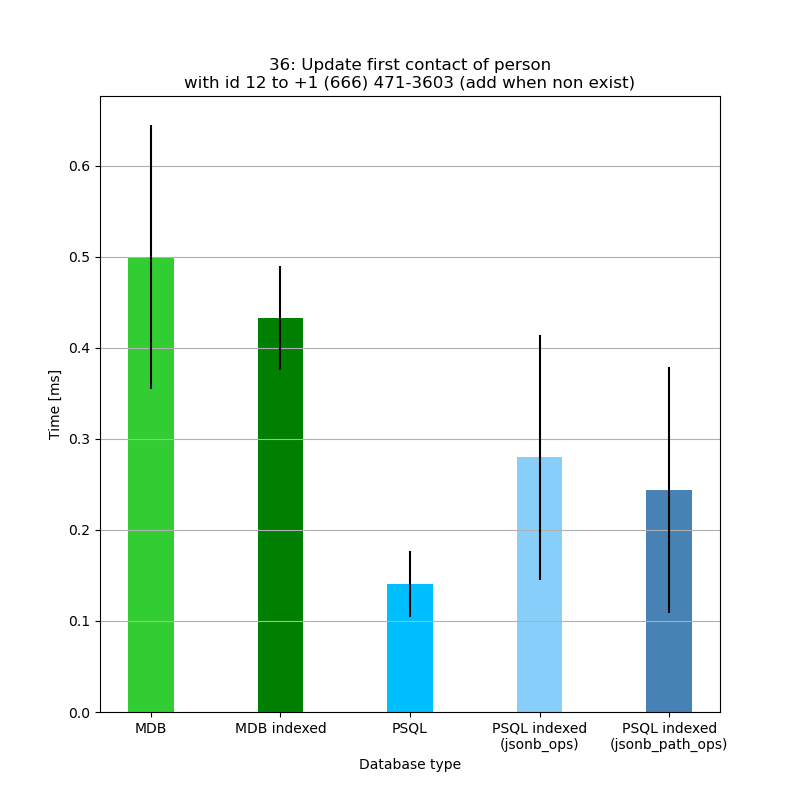 36: Update first contact of person
with id 12 to +1 (666) 471-3603 (add when non exist)
Time [ms]
0.6
0.5
0.4
0.3
0.2
0.1
0.0
MDB
MDB indexed
PSQL
PSQL indexed
(jsonb_ops)
PSQL indexed
(jsonb_path_ops)
Database type